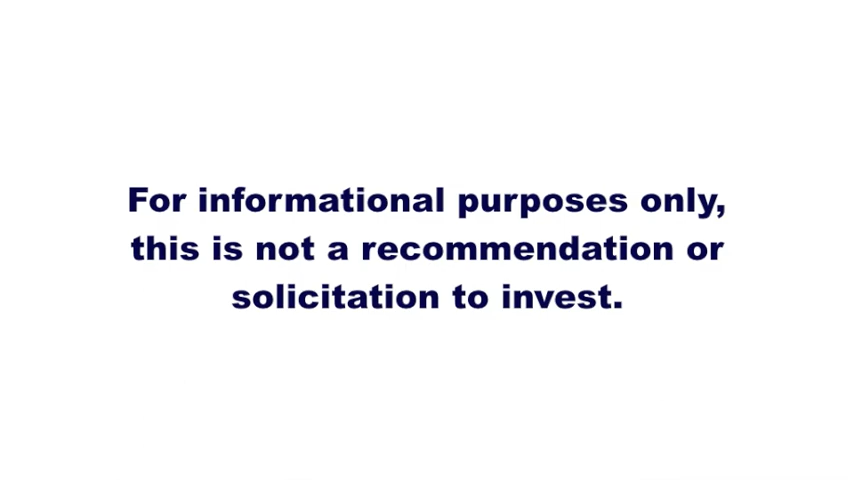 For informational purposes only,
this is not a recommendation or
solicitation to invest.